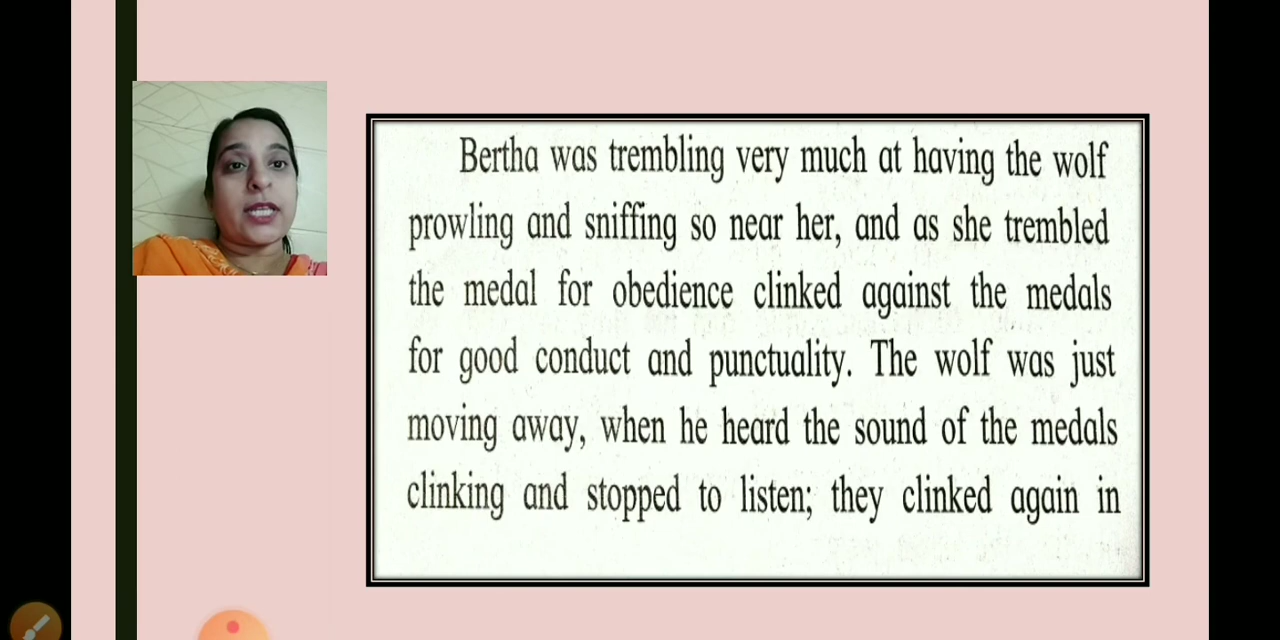 Bertha was trembling very much at having the wolf
prowling and sniffing so near her, and as she trembled
the medal for obedience clinked against the medals
for good conduct and punctuality. The wolf was just
moving away, when he heard the sound of the medals
clinking and stopped to listen; they clinked again in